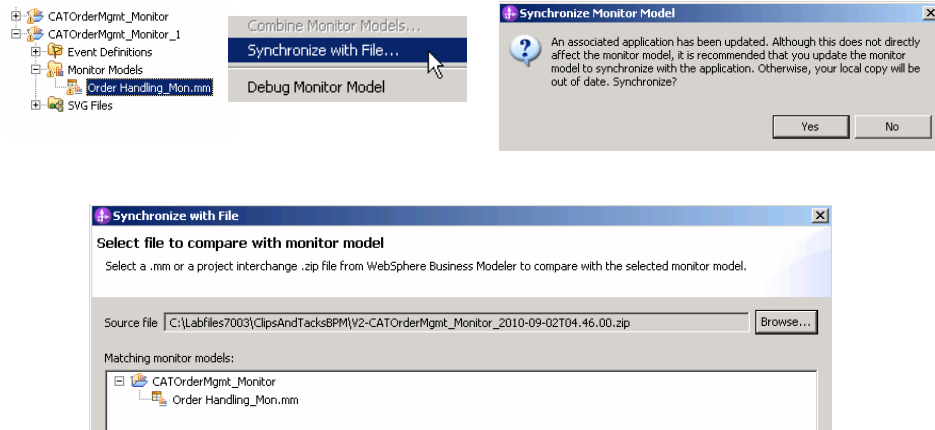 CATOrderMgmt_Monitor
CATOrderMgmt_Monitor_1
Event Definitions
Monitor Models
Order Handling_Mon.mm
SVG Files
Combine Monitor Models...
Synchronize with File...
Debug Monitor Model
Synchronize Monitor Model
An associated application has been updated. Although this does not directly
affect the monitor model, it is recommended that you update the monitor
model to synchronize with the application. Otherwise, your local copy will be
out of date. Synchronize?
Yes No
Synchronize with File
Select file to compare with monitor model
Select a .mm or a project interchange .zip file from WebSphere Business Modeler to compare with the selected monitor model.
Source file C:\Labfiles7003\ClipsAndTacksBPM\V2-CATOrderMgmt_Monitor_2010-09-02T04.46.00.zip Browse...
Matching monitor models:
CATOrderMgmt_Monitor
Order Handling_Mon.mm